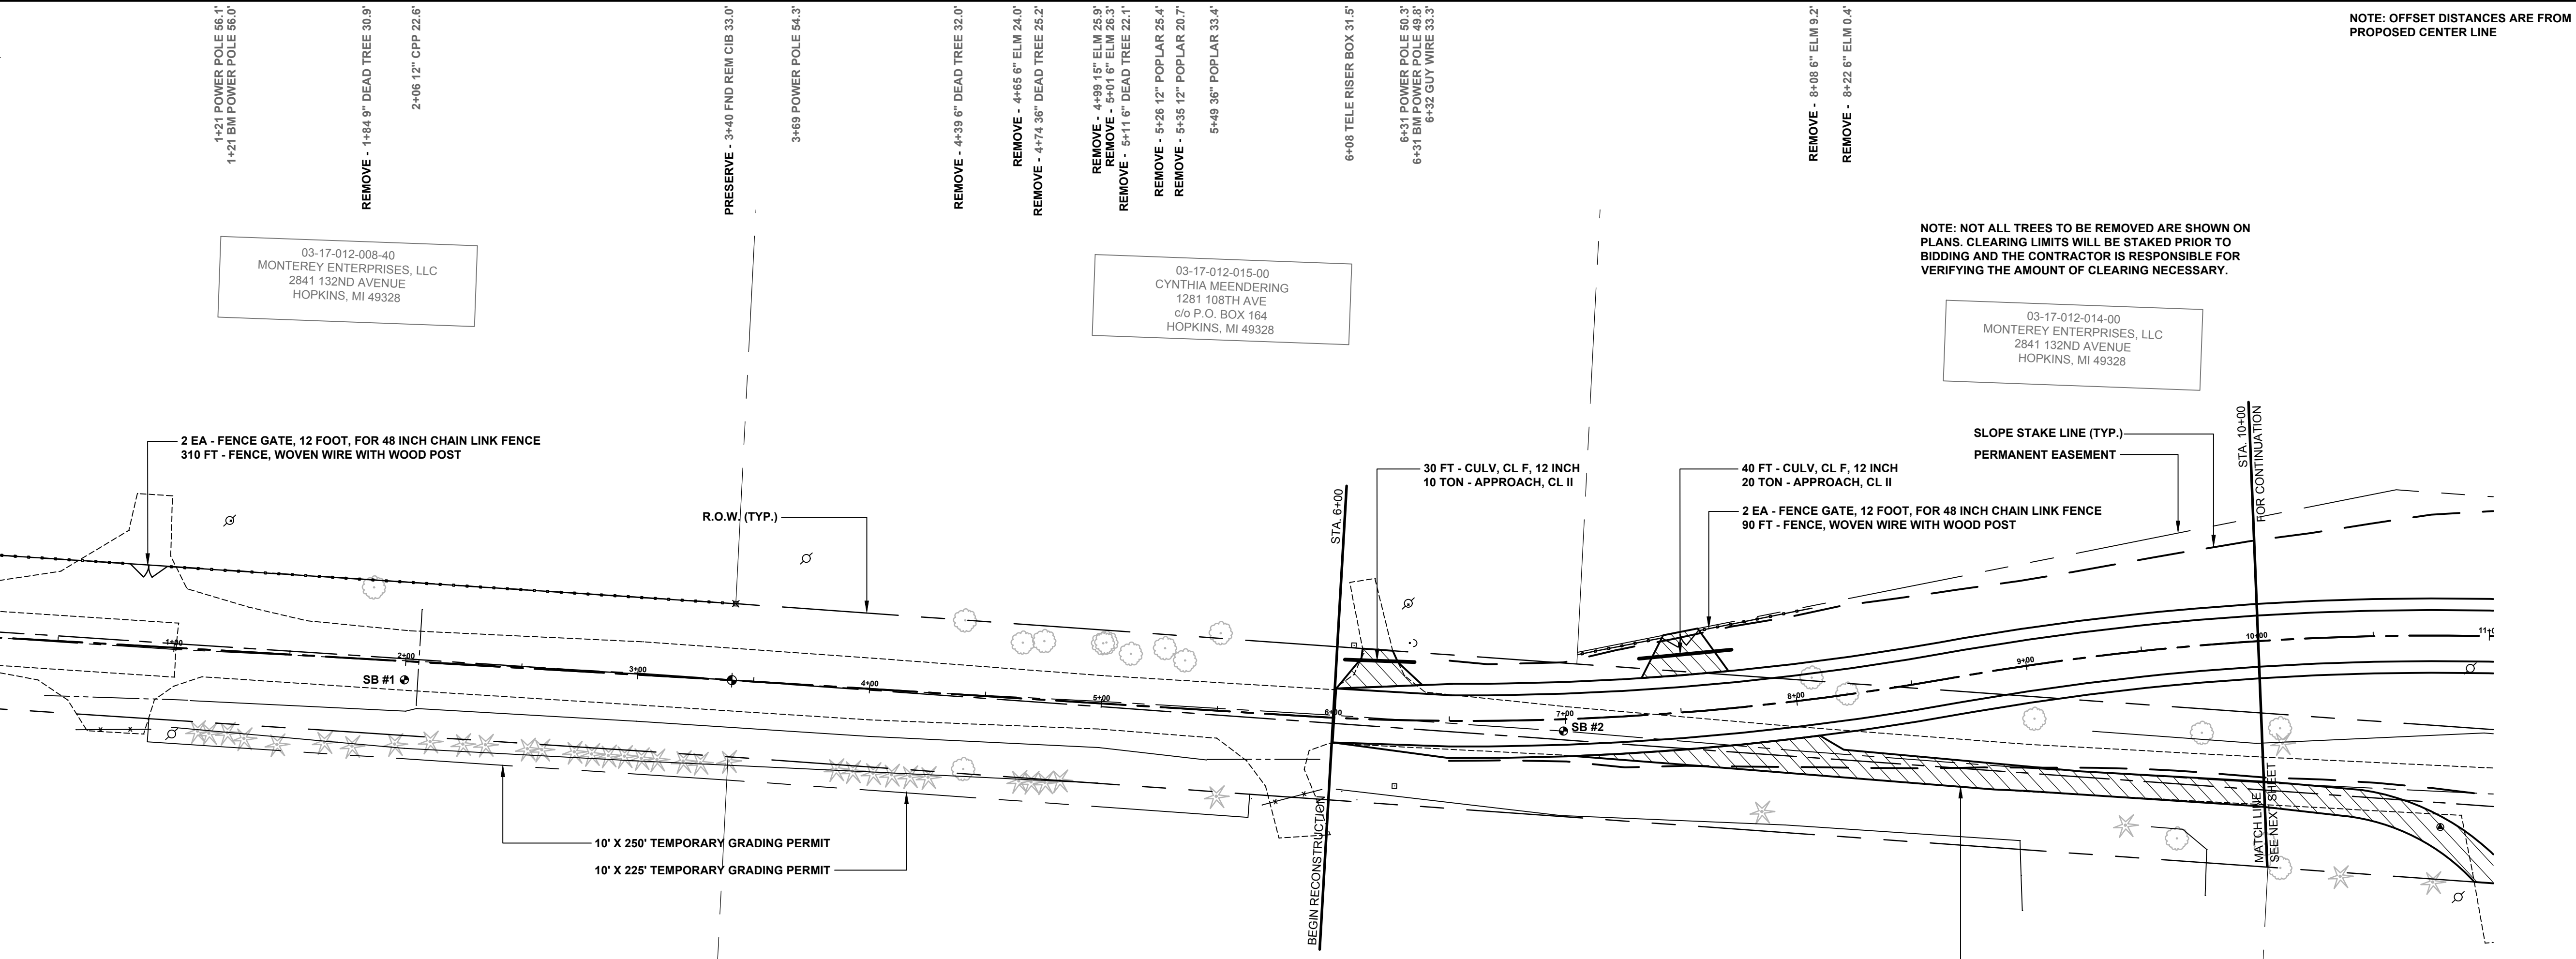 NOTE: OFFSET DISTANCES ARE FROM
PROPOSED CENTER LINE
1+21 POWER POLE 56.1'
1+21 BM POWER POLE 56.0'
REMOVE - 1+84 9" DEAD TREE 30.9'
2+06 12" CPP 22.6'
PRESERVE - 3+40 FND REM CIB 33.0'
3+69 POWER POLE 54.3'
REMOVE - 4+39 6" DEAD TREE 32.0'
REMOVE - 4+65 6" ELM 24.0'
REMOVE - 4+74 36" DEAD TREE 25.2'
REMOVE - 4+99 15" ELM 25.9'
REMOVE - 5+01 6" ELM 26.3'
REMOVE - 5+11 6" DEAD TREE 22.1'
REMOVE - 5+26 12" POPLAR 25.4'
REMOVE - 5+35 12" POPLAR 20.7'
5+49 36" POPLAR 33.4'
6+08 TELE RISER BOX 31.5'
6+31 POWER POLE 50.3'
6+31 BM POWER POLE 49.8'
6+32 GUY WIRE 33.3'
REMOVE - 8+08 6" ELM 9.2'
REMOVE - 8+22 6" ELM 0.4'
03-17-012-008-40
MONTEREY ENTERPRISES, LLC
2841 132ND AVENUE
HOPKINS, MI 49328
03-17-012-015-00
CYNTHIA MEENDERING
1281 108TH AVE
c/o P.O. BOX 164
HOPKINS, MI 49328
NOTE: NOT ALL TREES TO BE REMOVED ARE SHOWN ON
PLANS. CLEARING LIMITS WILL BE STAKED PRIOR TO
BIDDING AND THE CONTRACTOR IS RESPONSIBLE FOR
VERIFYING THE AMOUNT OF CLEARING NECESSARY.
03-17-012-014-00
MONTEREY ENTERPRISES, LLC
2841 132ND AVENUE
HOPKINS, MI 49328
2 EA - FENCE GATE, 12 FOOT, FOR 48 INCH CHAIN LINK FENCE
310 FT - FENCE, WOVEN WIRE WITH WOOD POST
R.O.W. (TYP.)
STA. 6+00
30 FT - CULV, CL F, 12 INCH
10 TON - APPROACH, CL II
40 FT - CULV, CL F, 12 INCH
20 TON - APPROACH, CL II
2 EA - FENCE GATE, 12 FOOT, FOR 48 INCH CHAIN LINK FENCE
90 FT - FENCE, WOVEN WIRE WITH WOOD POST
SLOPE STAKE LINE (TYP.)
PERMANENT EASEMENT
STA. 10+00
FOR CONTINUATION
1+00
2+00
3+00
4+00
5+00
6+00
7+00
8+00
9+00
10+00
SB #1
SB #2
10' X 250' TEMPORARY GRADING PERMIT
10' X 225' TEMPORARY GRADING PERMIT
BEGIN RECONSTRUCTION
MATCH LINE
SEE NEXT SHEET